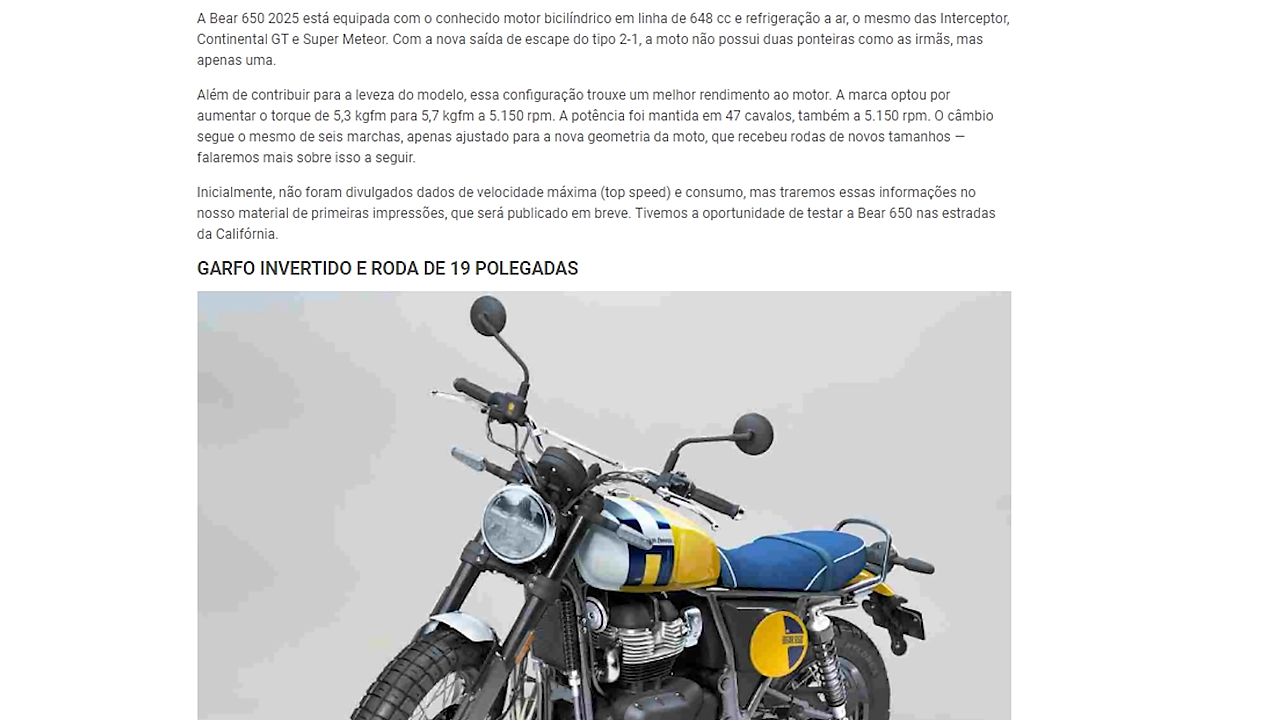 A Bear 650 2025 está equipada com o conhecido motor bicilíndrico em linha de 648 cc e refrigeração a ar, o mesmo das Interceptor,
Continental GT e Super Meteor. Com a nova saída de escape do tipo 2-1, a moto não possui duas ponteiras como as irmãs, mas
apenas uma.
Além de contribuir para a leveza do modelo, essa configuração trouxe um melhor rendimento ao motor. A marca optou por
aumentar o torque de 5,3 kgfm para 5,7 kgfm a 5.150 rpm. A potência foi mantida em 47 cavalos, também a 5.150 rpm. O câmbio
segue o mesmo de seis marchas, apenas ajustado para a nova geometria da moto, que recebeu rodas de novos tamanhos —
falaremos mais sobre isso a seguir.
Inicialmente, não foram divulgados dados de velocidade máxima (top speed) e consumo, mas traremos essas informações no
nosso material de primeiras impressões, que será publicado em breve. Tivemos a oportunidade de testar a Bear 650 nas estradas
da Califórnia.
GARFO INVERTIDO E RODA DE 19 POLEGADAS